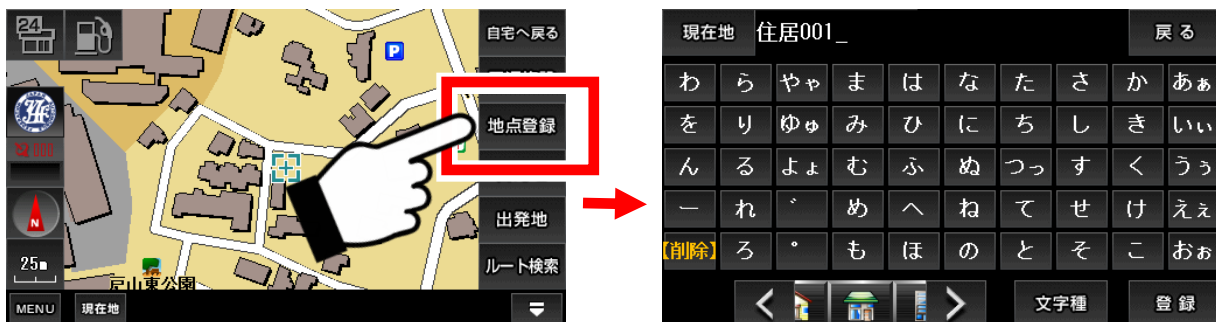 24
自宅へ戻る
P
地点登録
出発地
N
25m
戸山東公園
ルート検索
MENU 現在地
現在地 住居001_ 戻る
わ ら やゃ ま は な た さ か あぁ
を り ゆゅ み ひ に ち し き いぃ
ん る よょ む ふ ぬ つっ す く うぅ
ー れ ゛ め へ ね て せ け えぇ
【削除】 ろ ゜ も ほ の と そ こ おぉ
< > 文字種 登録